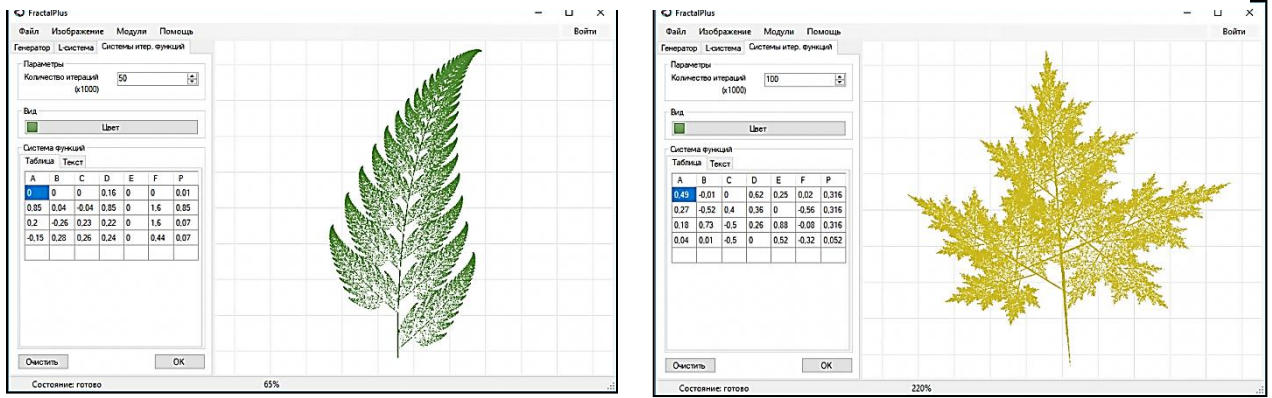 FractalPlus
Файл Изображение Модули Помощь Войти
Генератор L-система Системы итер. функций
Параметры
Количество итераций 50
(x1000)
Вид
Цвет
Система функций
Таблица Текст
A B C D E F P
0 0 0 0,16 0 0 0,01
0,85 0,04 -0,04 0,85 0 1,6 0,85
0,2 -0,26 0,23 0,22 0 1,6 0,07
-0,15 0,28 0,26 0,24 0 0,44 0,07
Очистить OK
Состояние: готово 65%
FractalPlus
Файл Изображение Модули Помощь Войти
Генератор L-система Системы итер. функций
Параметры
Количество итераций 100
(x1000)
Вид
Цвет
Система функций
Таблица Текст
A B C D E F P
0,49 -0,01 0 0,62 0,25 0,02 0,316
0,27 -0,52 0,4 0,36 0 -0,56 0,316
0,18 0,73 -0,5 0,26 0,88 -0,08 0,316
0,04 0,01 -0,5 0 0,52 -0,32 0,052
Очистить OK
Состояние: готово 220%